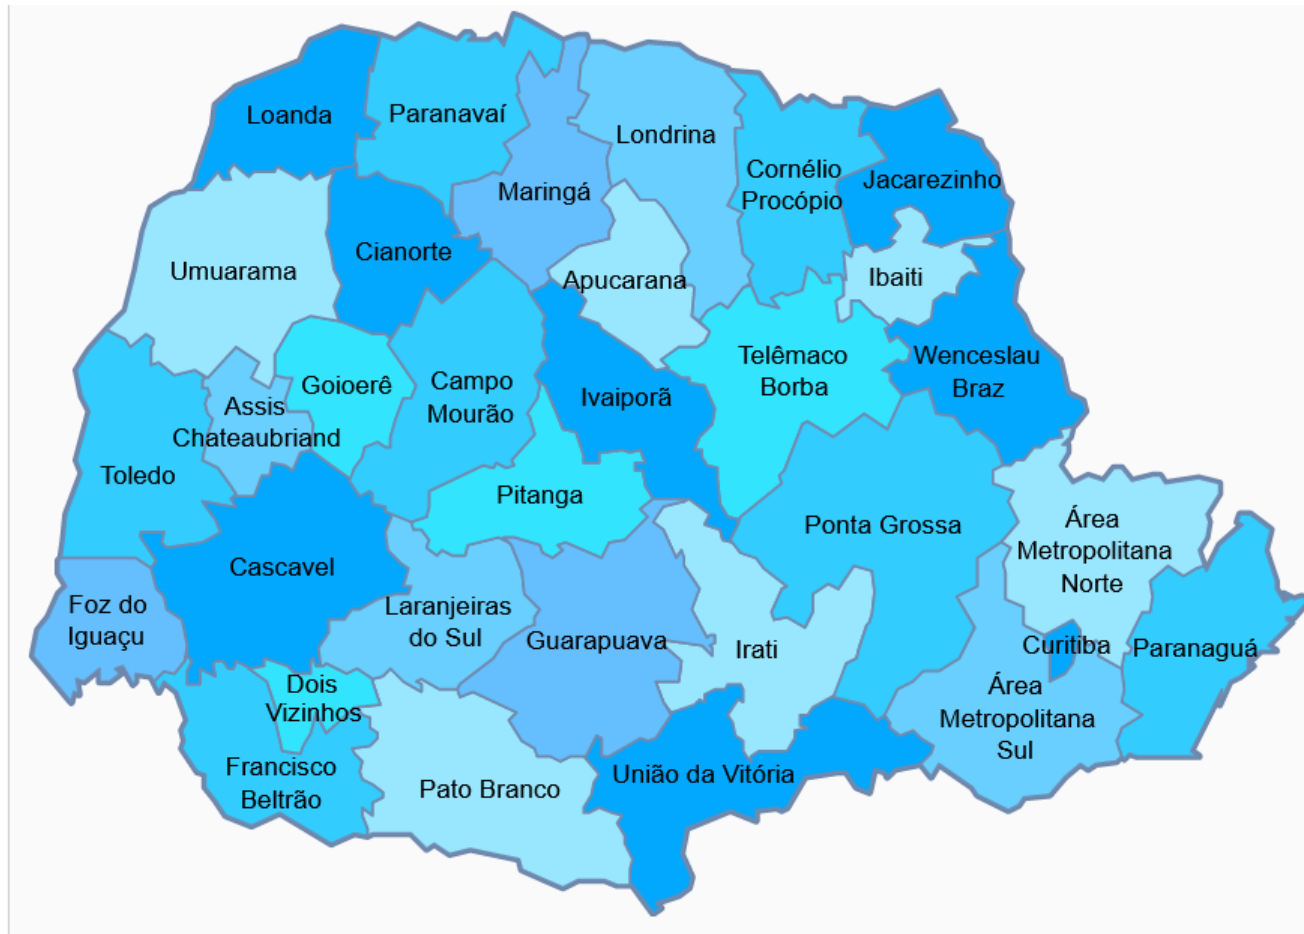 Loanda
Paranavaí
Londrina
Maringá
Cornélio
Procópio
Jacarezinho
Umuarama
Cianorte
Apucarana
Ibaiti
Goioerê
Campo
Mourão
Ivaiporã
Telêmaco
Borba
Wenceslau
Braz
Assis
Chateaubriand
Toledo
Pitanga
Ponta Grossa
Área
Metropolitana
Norte
Cascavel
Foz do
Iguaçu
Laranjeiras
do Sul
Guarapuava
Irati
Curitiba
Paranaguá
Dois
Vizinhos
Área
Metropolitana
Sul
Francisco
Beltrão
Pato Branco
União da Vitória